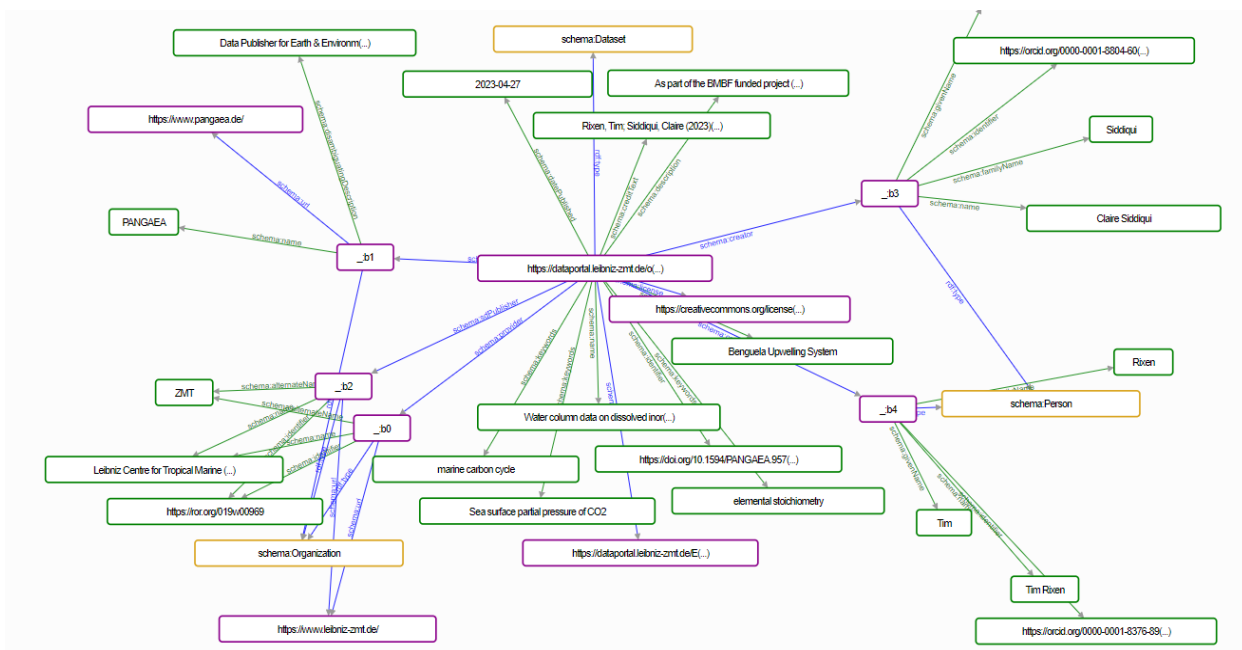 schema:Dataset
Data Publisher for Earth & Environm(...)
https://orcid.org/0000-0001-8804-60(...)
2023-04-27
As part of the BMBF funded project (...)
schema:givenName
schema:identifier
https://www.pangaea.de/
Rixen, Tim; Siddiqui, Claire (2023)(...)
Siddiqui
schema:disambiguatingDescription
rdf:type
schema:familyName
schema:url
schema:datePublished
schema:creditText
schema:description
_:b3
schema:name
PANGAEA
schema:name
schema:creator
Claire Siddiqui
_:b1
https://dataportal.leibniz-zmt.de/o(...)
rdf:type
https://creativecommons.org/license(...)
schema:sdPublisher
schema:provider
schema:keywords
schema:keywords
schema:name
schema:identifier
schema:keywords
Benguela Upwelling System
Rixen
ZMT
_:b2
schema:Person
_:b4
_:b0
Water column data on dissolved inor(...)
schema:name
schema:identifier
schema:givenName
Leibniz Centre for Tropical Marine (...)
marine carbon cycle
https://doi.org/10.1594/PANGAEA.957(...)
schema:url
schema:url
https://ror.org/019w00969
Sea surface partial pressure of CO2
elemental stoichiometry
Tim
schema:Organization
https://dataportal.leibniz-zmt.de/E(...)
Tim Rixen
https://www.leibniz-zmt.de/
https://orcid.org/0000-0001-8376-89(...)